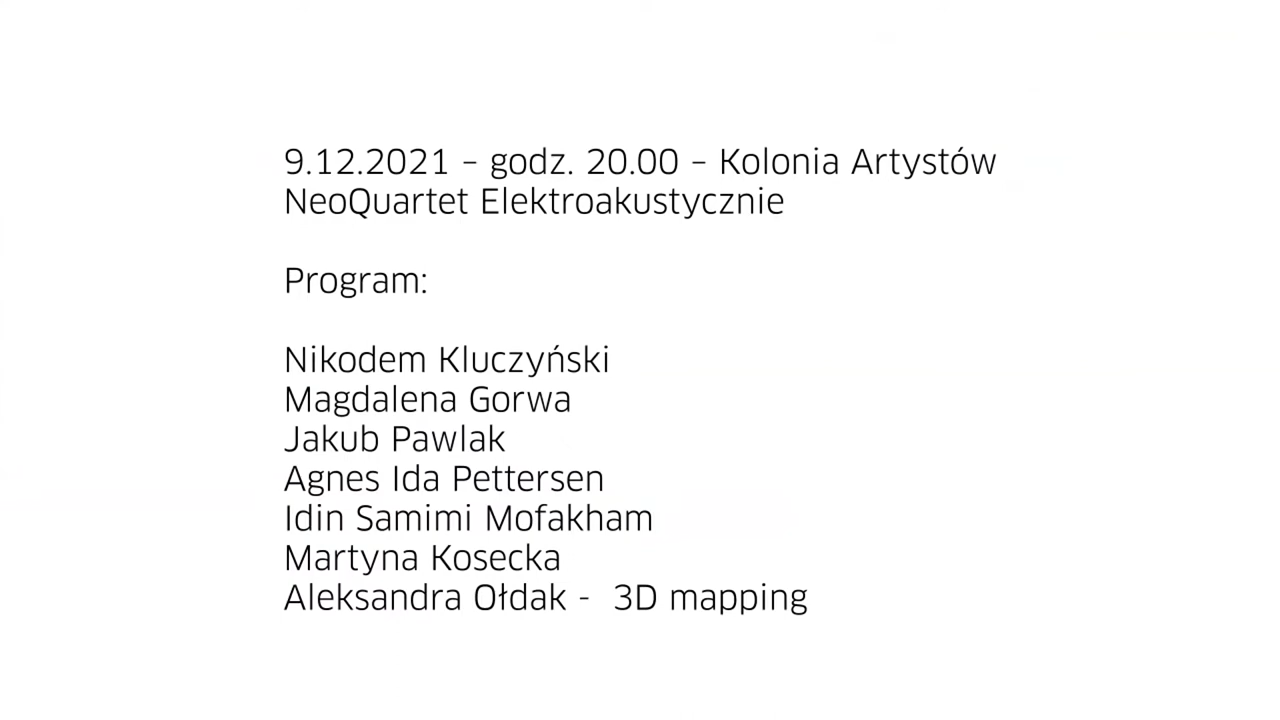 9.12.2021 – godz. 20.00 – Kolonia Artystów
NeoQuartet Elektroakustycznie
Program:
Nikodem Kluczyński
Magdalena Gorwa
Jakub Pawlak
Agnes Ida Pettersen
Idin Samimi Mofakham
Martyna Kosecka
Aleksandra Ołdak -  3D mapping